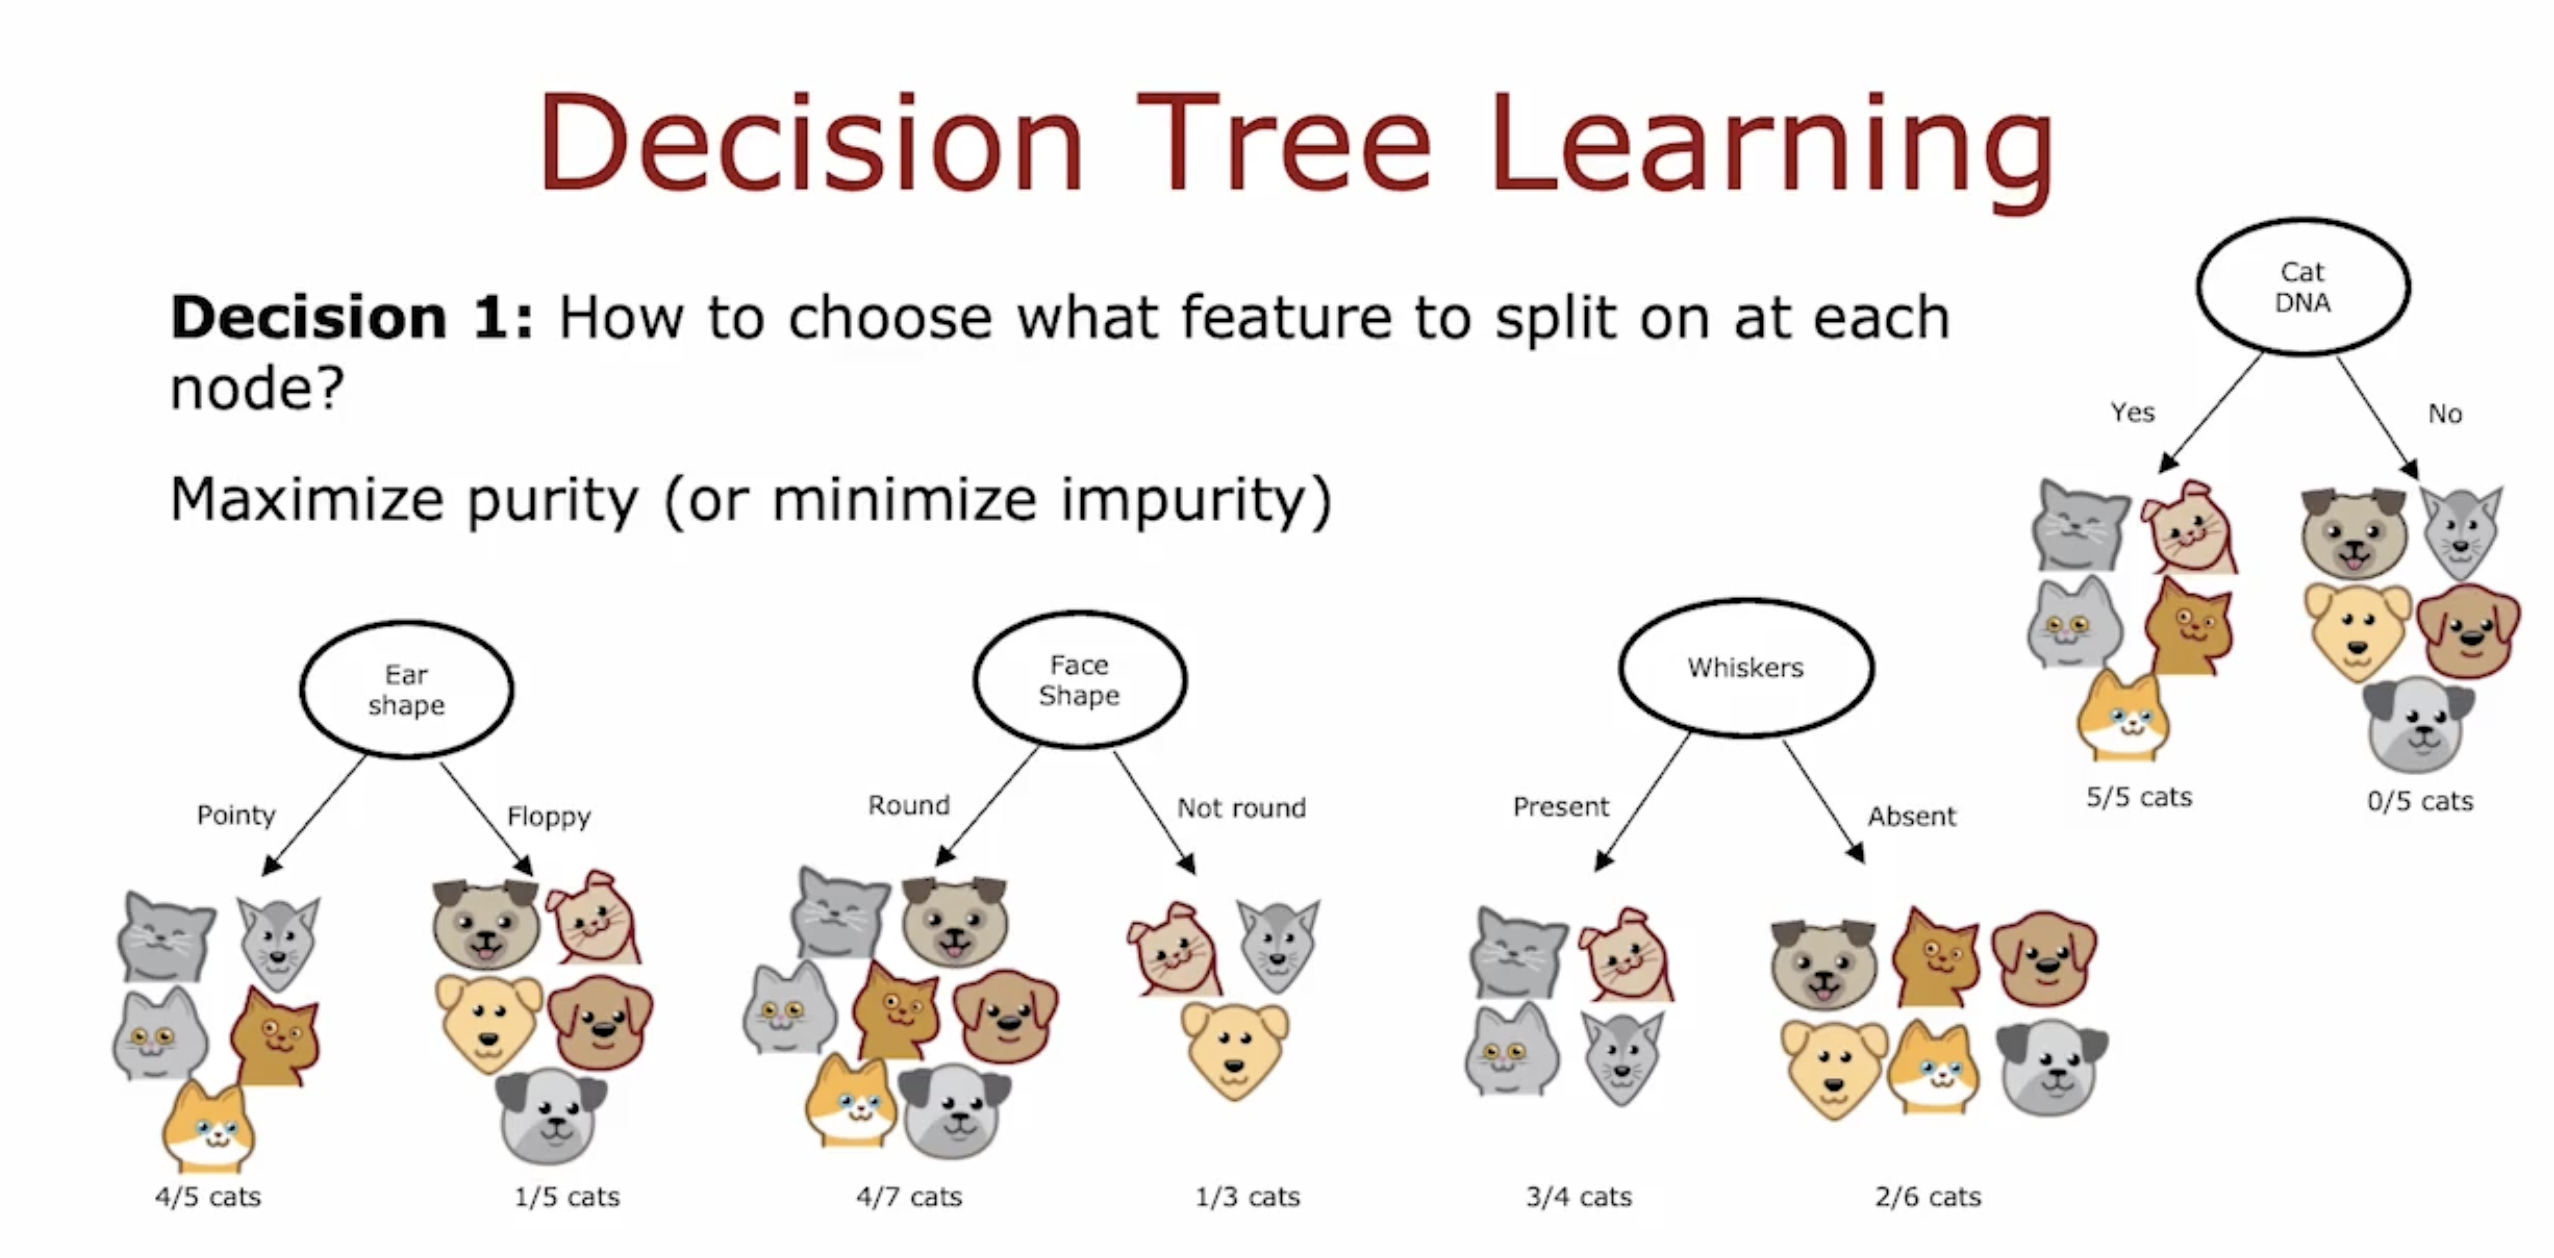 Decision Tree Learning
Decision 1: How to choose what feature to split on at each
node?
Maximize purity (or minimize impurity)
Cat
DNA
Yes
No
5/5 cats
0/5 cats
Ear
shape
Pointy
Floppy
4/5 cats
1/5 cats
Face
Shape
Round
Not round
4/7 cats
1/3 cats
Whiskers
Present
Absent
3/4 cats
2/6 cats